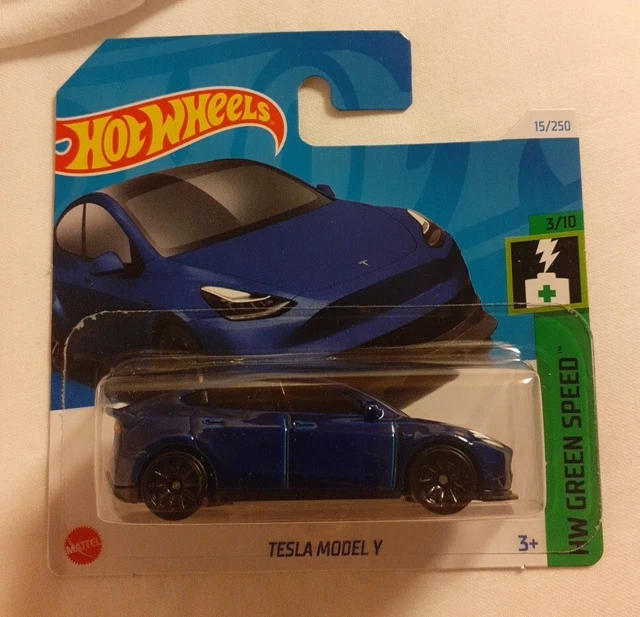 HOT WHEELS
15/250
3/10
HW GREEN SPEED™
MATTEL
TESLA MODEL Y
3+